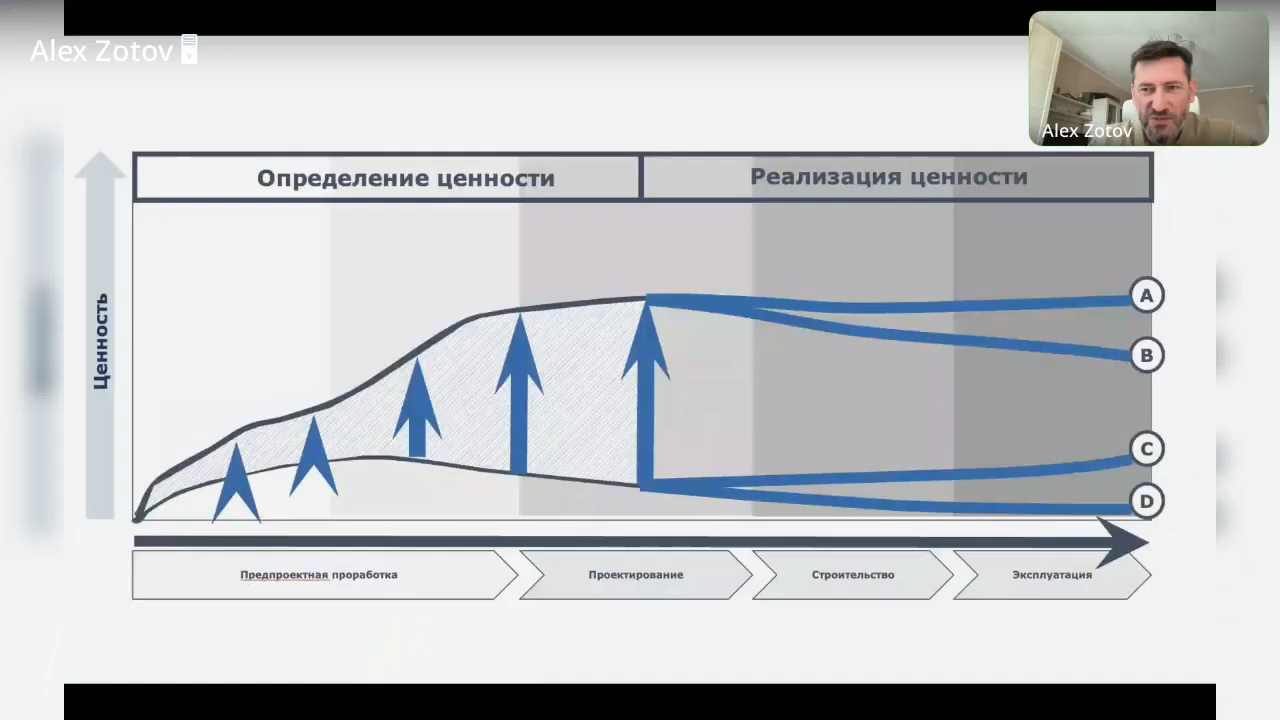 Alex Zotov
Alex Zotov
Определение ценности
Реализация ценности
Ценность
A
B
C
D
Предпроектная проработка
Проектирование
Строительство
Эксплуатация